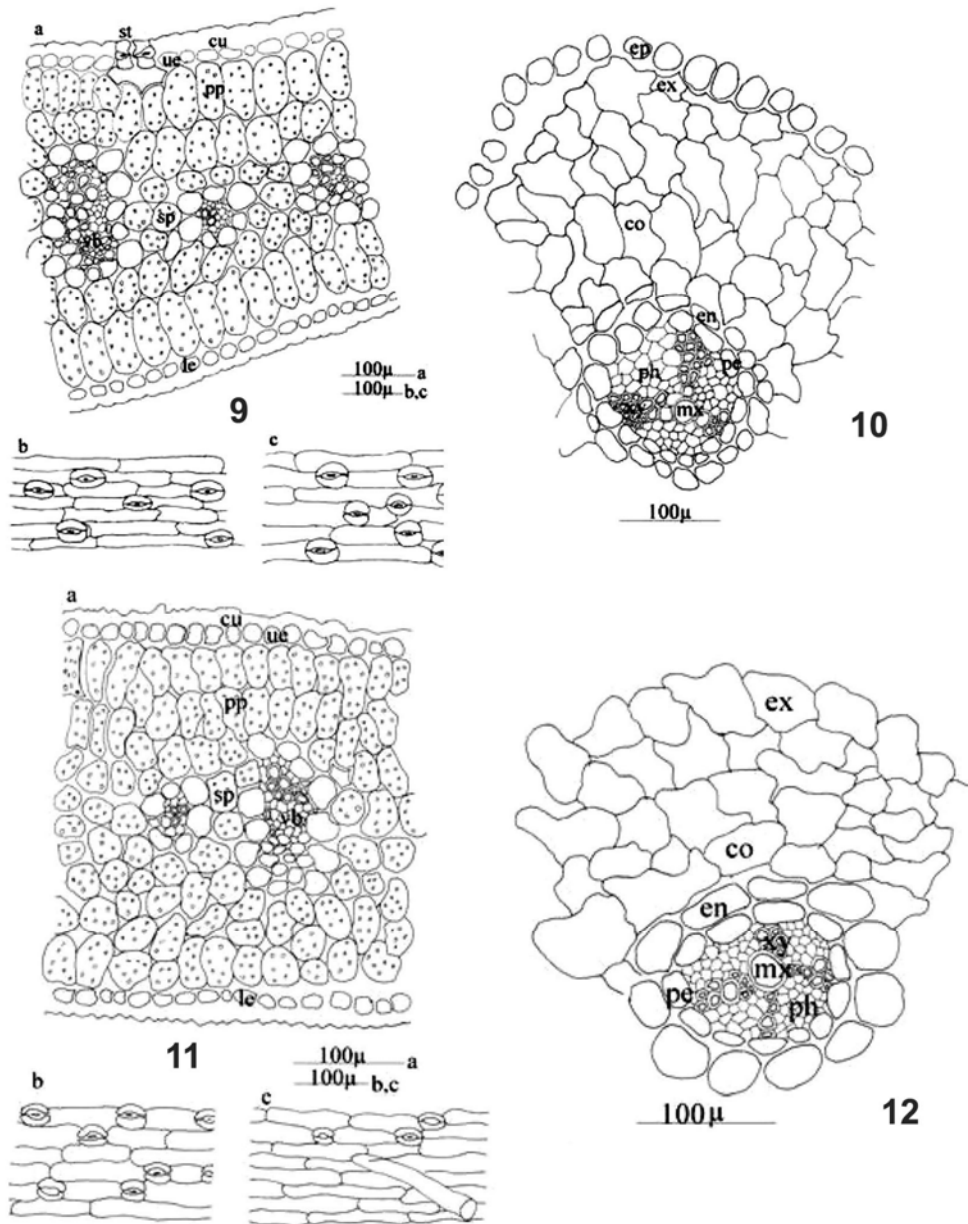 a
st
cu
ue
pp
sp
vb
le
100µ a
100µ b,c
9
b
c
ep
ex
co
en
pe
ph
xy
mx
10
100µ
a
cu
ue
pp
sp
vb
le
11
100µ a
100µ b,c
b
c
ex
co
en
xy
mx
pe
ph
100µ
12